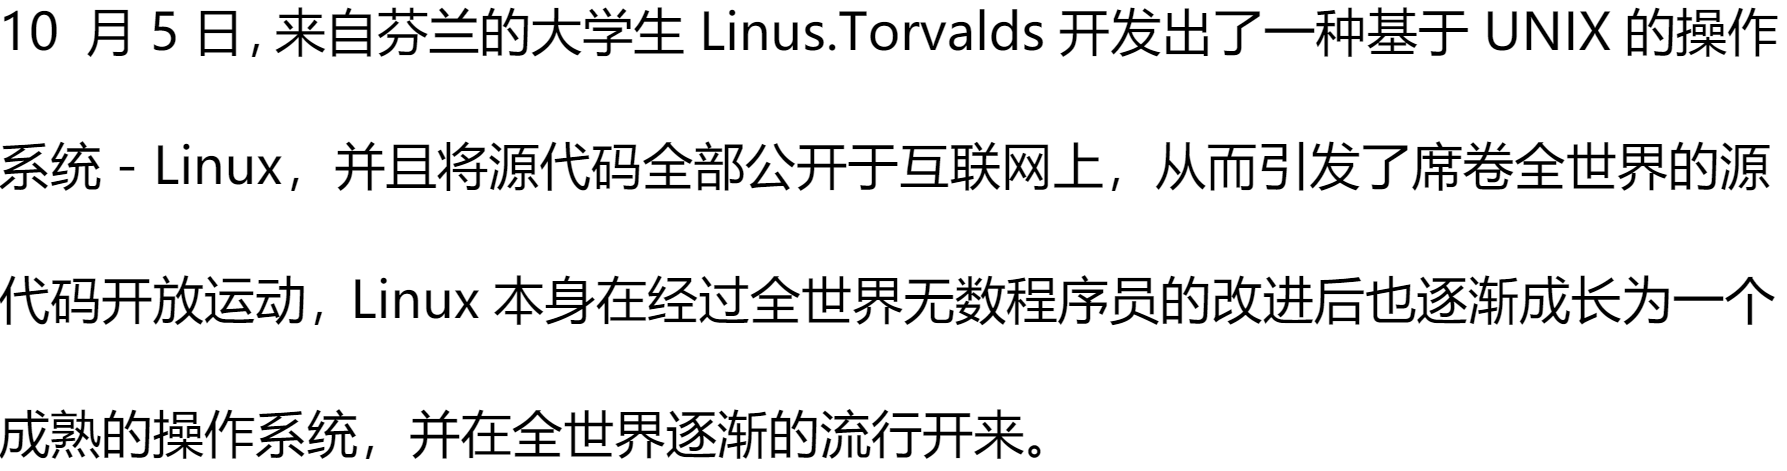 10 月 5 日, 来自芬兰的大学生 Linus.Torvalds 开发出了一种基于 UNIX 的操作
系统 - Linux，并且将源代码全部公开于互联网上，从而引发了席卷全世界的源
代码开放运动，Linux 本身在经过全世界无数程序员的改进后也逐渐成长为一个
成熟的操作系统，并在全世界逐渐的流行开来。